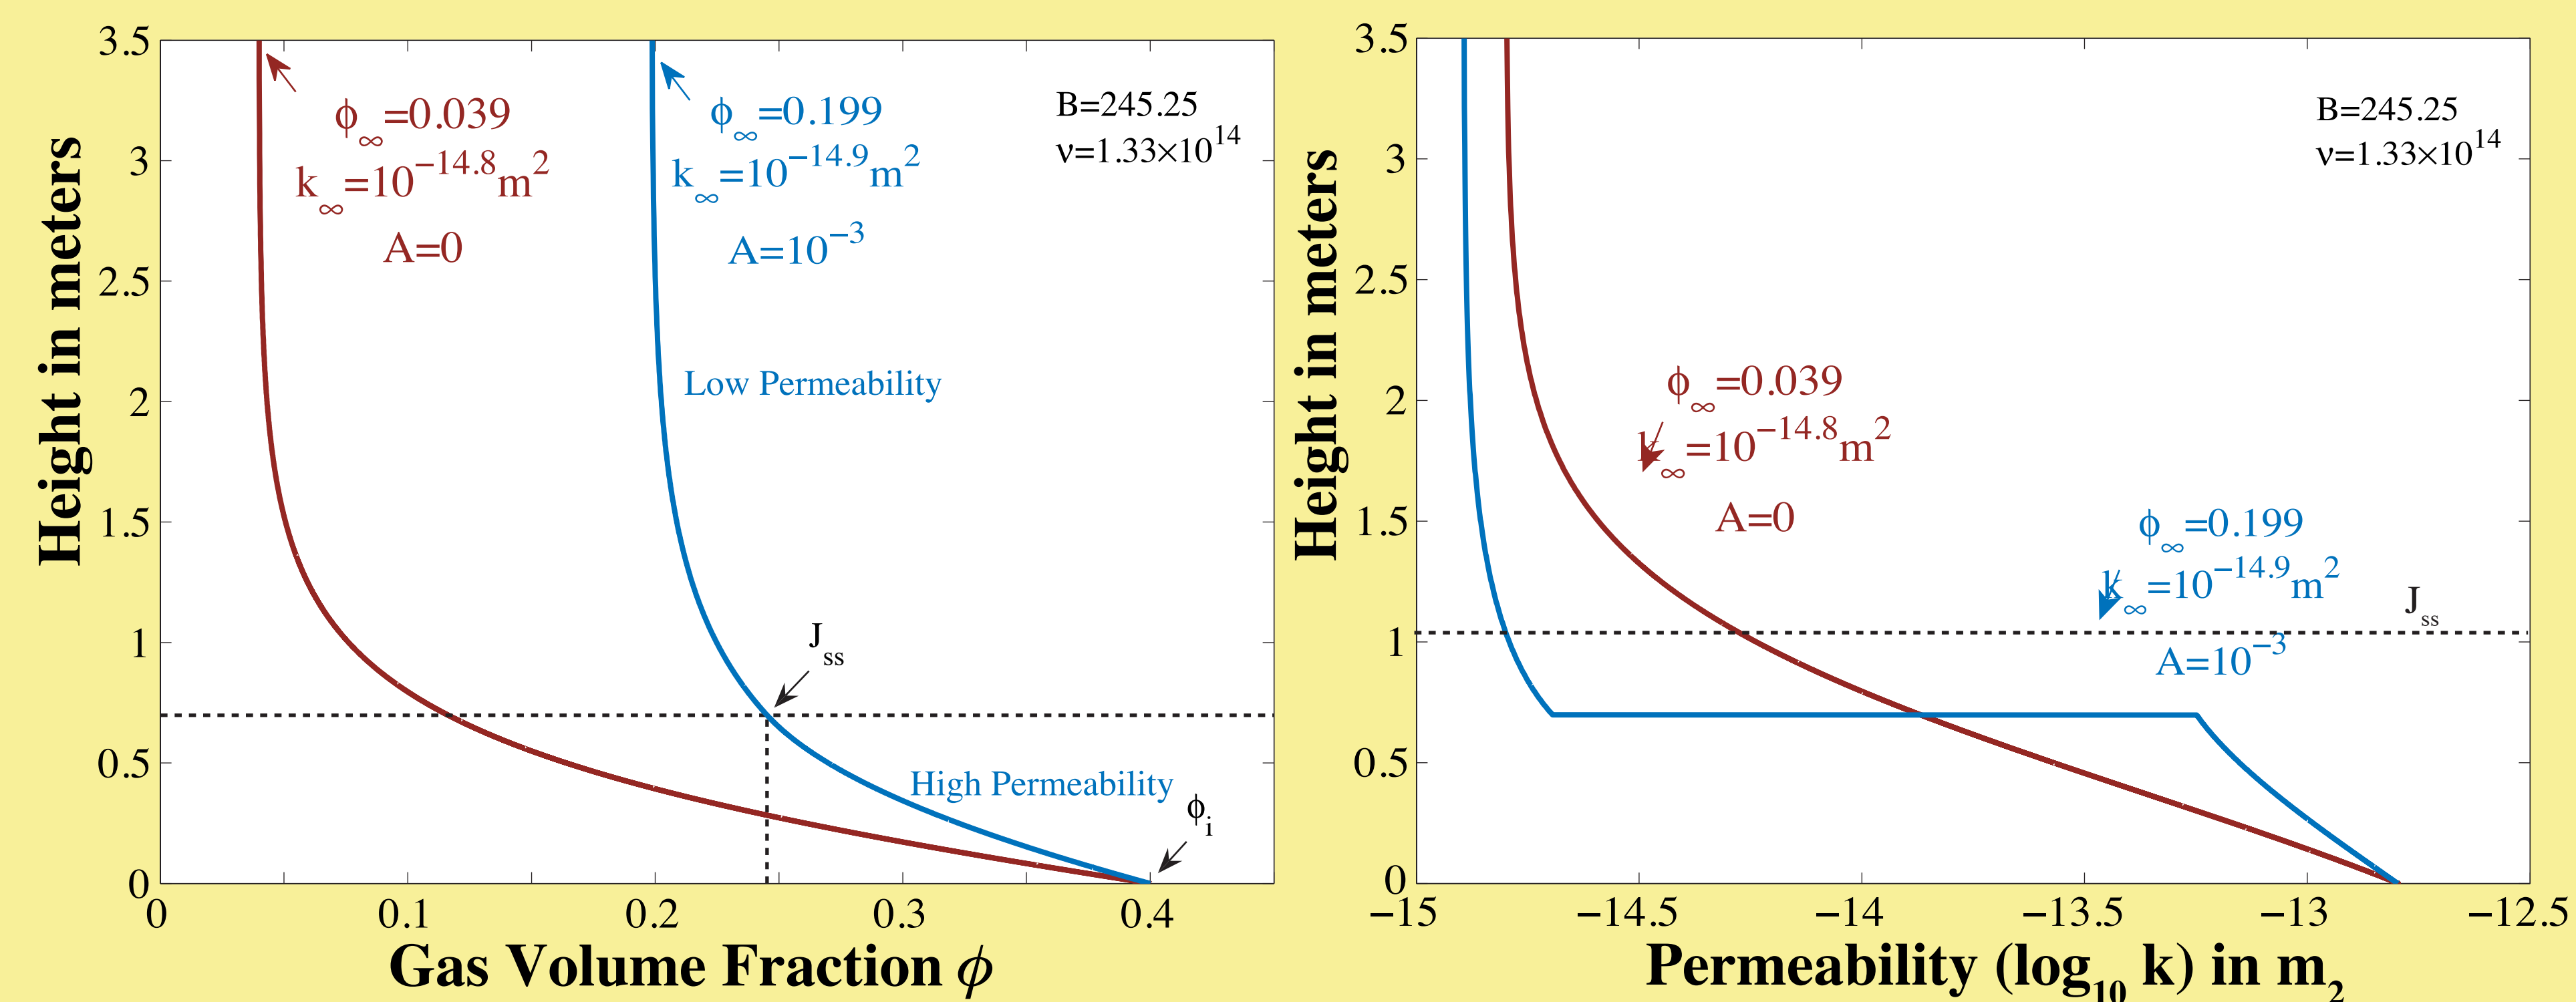 Height in meters
3.5
3
2.5
2
1.5
1
0.5
0
ϕ∞=0.039
k∞=10⁻¹⁴·⁸m²
A=0
ϕ∞=0.199
k∞=10⁻¹⁴·⁹m²
A=10⁻³
B=245.25
ν=1.33×10¹⁴
Low Permeability
Jss
High Permeability
ϕi
0 0.1 0.2 0.3 0.4
Gas Volume Fraction ϕ
Height in meters
3.5
3
2.5
2
1.5
1
0.5
0
B=245.25
ν=1.33×10¹⁴
ϕ∞=0.039
k∞=10⁻¹⁴·⁸m²
A=0
ϕ∞=0.199
k∞=10⁻¹⁴·⁹m²
A=10⁻³
Jss
−15 −14.5 −14 −13.5 −13 −12.5
Permeability (log₁₀ k) in m₂